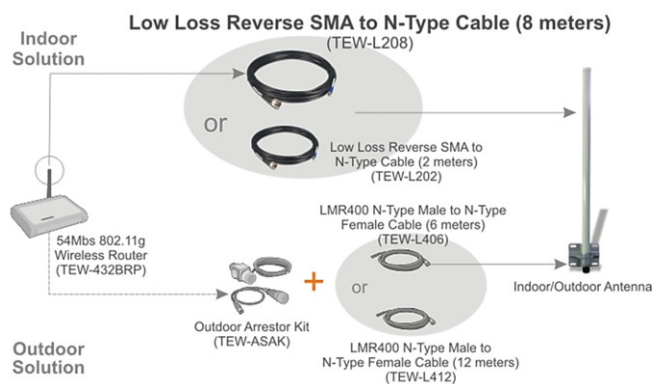 Low Loss Reverse SMA to N-Type Cable (8 meters)
(TEW-L208)
Indoor
Solution
or
Low Loss Reverse SMA to
N-Type Cable (2 meters)
(TEW-L202)
54Mbs 802.11g
Wireless Router
(TEW-432BRP)
LMR400 N-Type Male to N-Type
Female Cable (6 meters)
(TEW-L406)
+
or
Indoor/Outdoor Antenna
Outdoor Arrestor Kit
(TEW-ASAK)
LMR400 N-Type Male to
N-Type Female Cable (12 meters)
(TEW-L412)
Outdoor
Solution